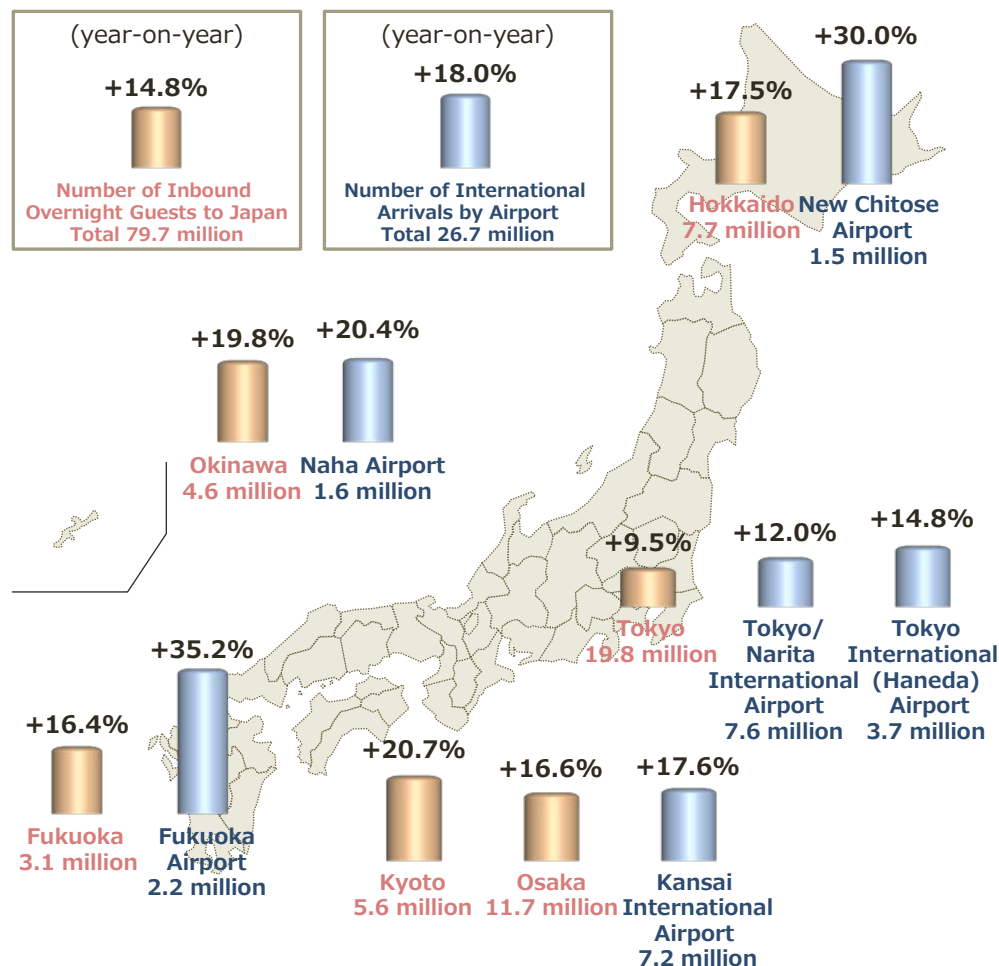 (year-on-year)
+14.8%
Number of Inbound
Overnight Guests to Japan
Total 79.7 million
(year-on-year)
+18.0%
Number of International
Arrivals by Airport
Total 26.7 million
+17.5%
Hokkaido
7.7 million
+30.0%
New Chitose
Airport
1.5 million
+19.8%
Okinawa
4.6 million
+20.4%
Naha Airport
1.6 million
+9.5%
Tokyo
19.8 million
+12.0%
Tokyo/
Narita
International
Airport
7.6 million
+14.8%
Tokyo
International
(Haneda)
Airport
3.7 million
+16.4%
Fukuoka
3.1 million
+35.2%
Fukuoka
Airport
2.2 million
+20.7%
Kyoto
5.6 million
+16.6%
Osaka
11.7 million
+17.6%
Kansai
International
Airport
7.2 million